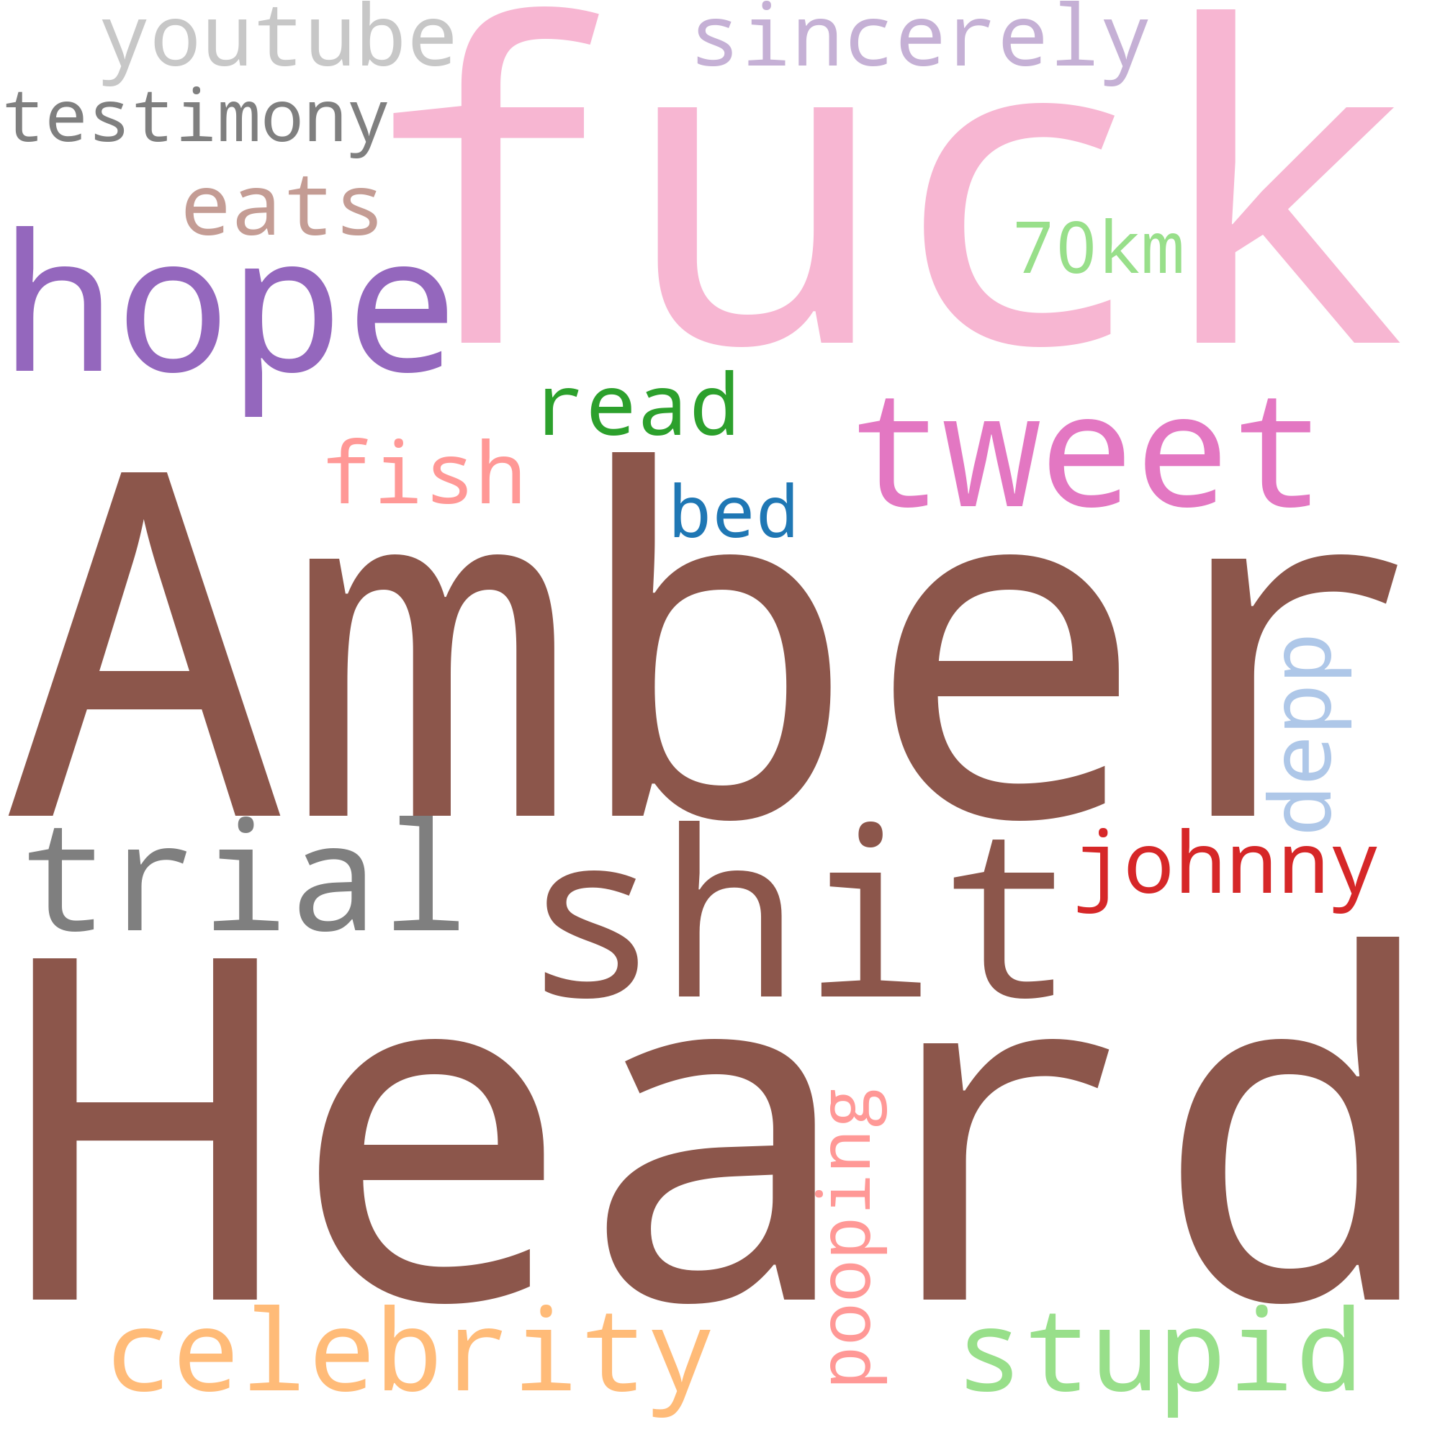 youtube
sincerely
fuck
testimony
eats
70km
hope
read
tweet
fish
bed
Amber
depp
trial
shit
johnny
Heard
pooping
celebrity
stupid